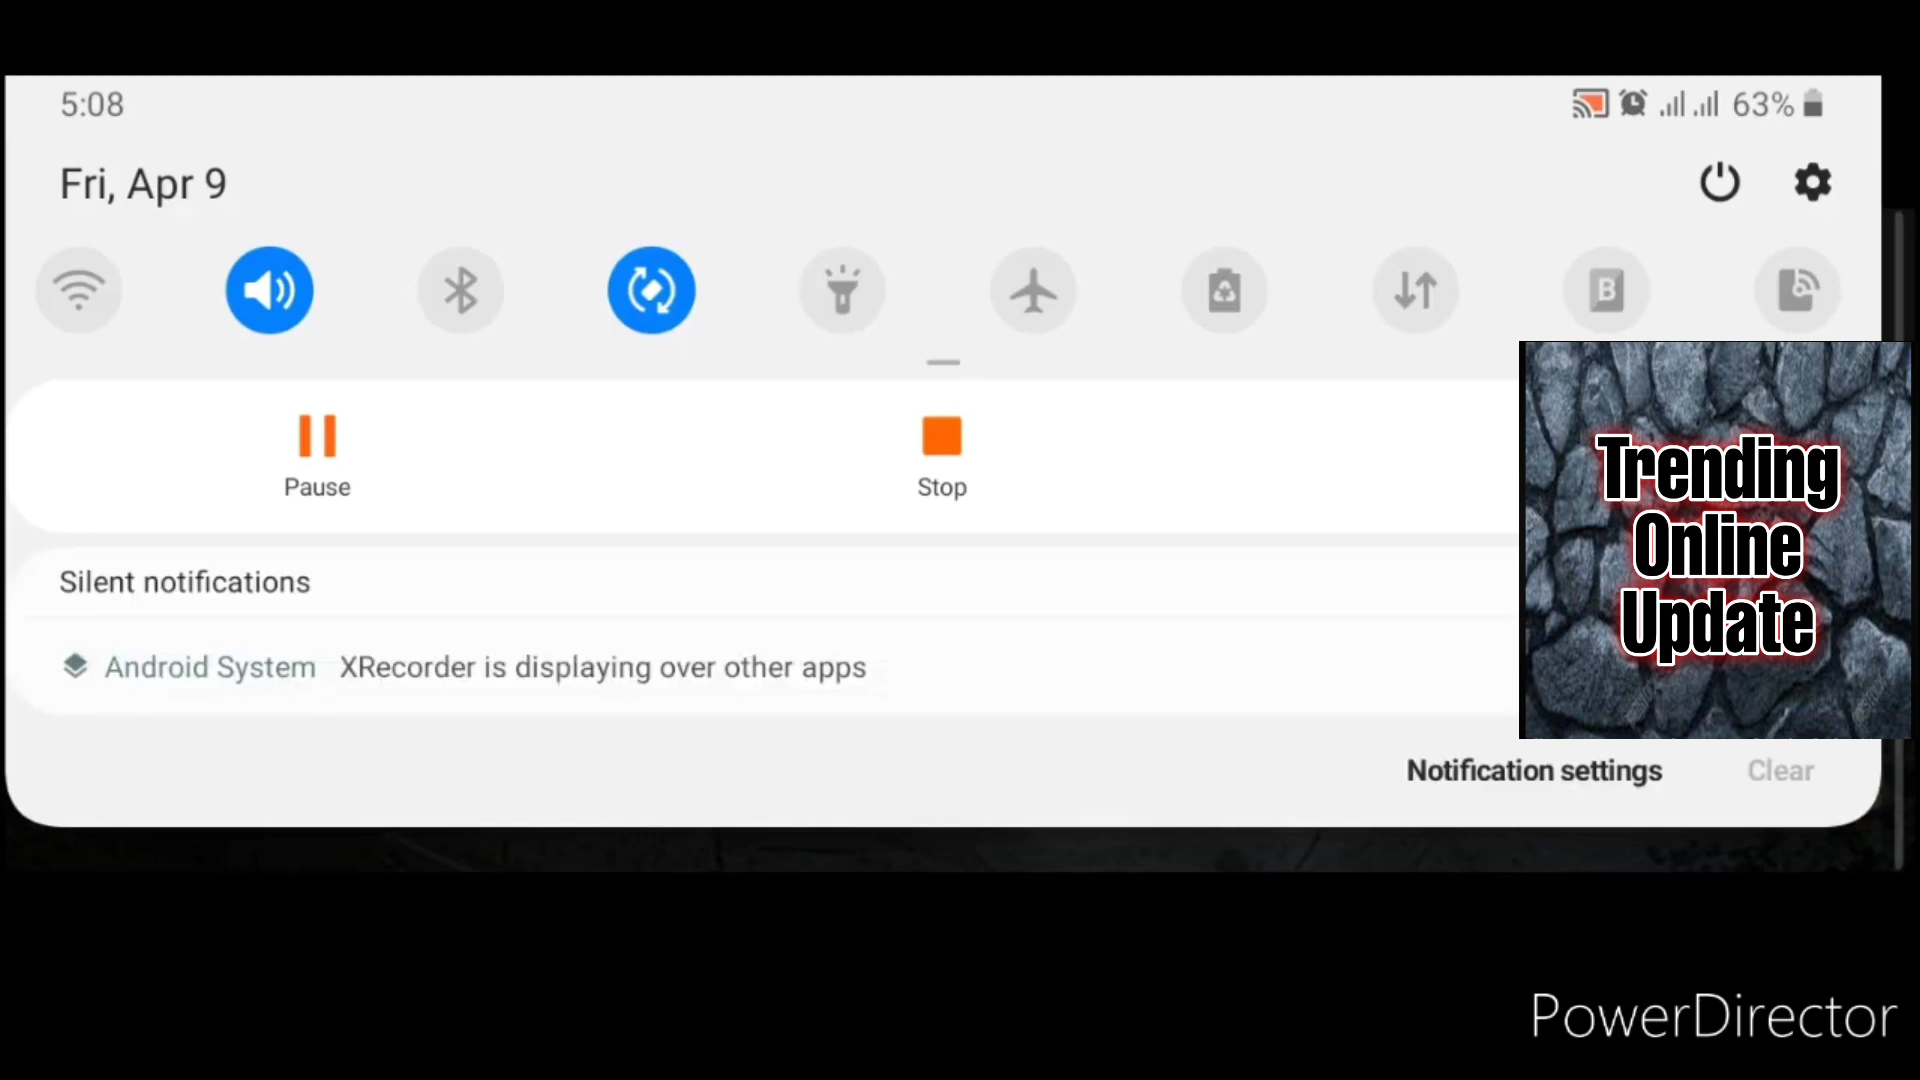 5:08
63%
Fri, Apr 9
B
Pause
Stop
Silent notifications
Android System XRecorder is displaying over other apps
Notification settings
Clear
Trending
Online
Update
PowerDirector